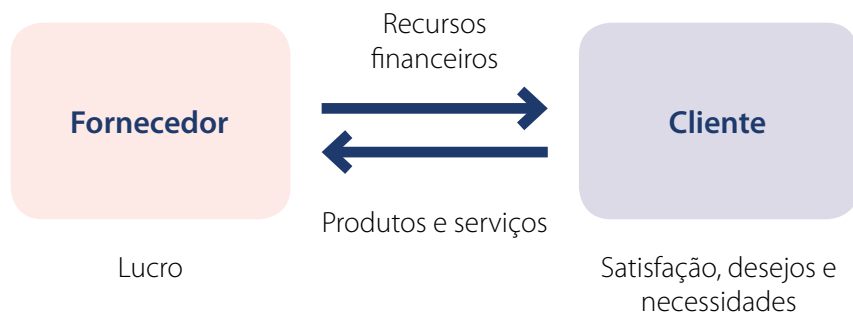 Recursos
financeiros
Fornecedor
Cliente
Produtos e serviços
Lucro
Satisfação, desejos e
necessidades